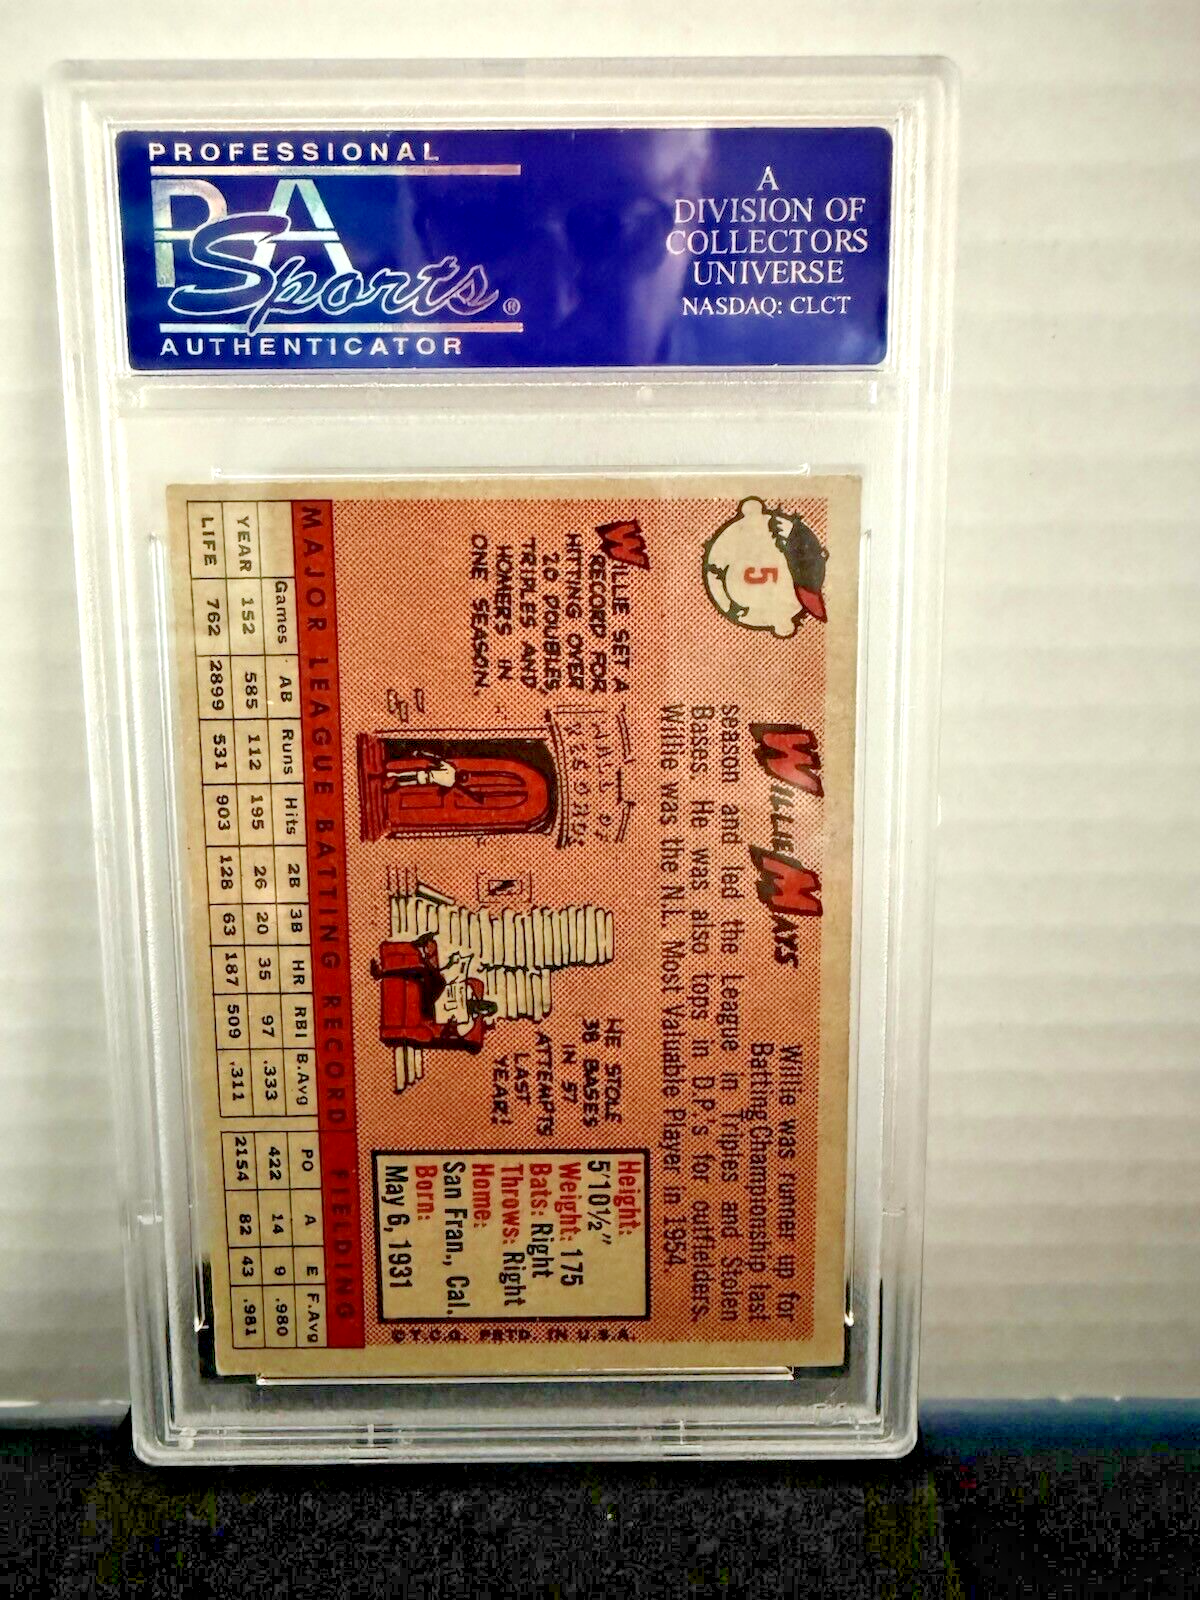 PROFESSIONAL
PSA
Sports®
AUTHENTICATOR
A
DIVISION OF
COLLECTORS
UNIVERSE
NASDAQ: CLCT
5
WILLIE MAYS
Willie was runner up for
Batting Championship last
season and led the League in Triples and Stolen
Bases. He was also tops in D.P.'s for outfielders.
Willie was the N.L. Most Valuable Player in 1954.
WILLIE SET A
RECORD FOR
HITTING OVER
20 DOUBLES,
TRIPLES AND
HOMERS IN
ONE SEASON.
HALL OF
RECORDS
HE STOLE
38 BASES
IN 57
ATTEMPTS
LAST
YEAR!
Height:
5'10½"
Weight: 175
Bats: Right
Throws: Right
Home:
San Fran., Cal.
Born:
May 6, 1931
©T.C.G. PRTD. IN U.S.A.
MAJOR LEAGUE BATTING RECORD FIELDING
Games AB Runs Hits 2B 3B HR RBI B.Avg PO A E F.Avg
YEAR 152 585 112 195 26 20 35 97 .333 422 14 9 .980
LIFE 762 2899 531 903 128 63 187 509 .311 2154 82 43 .981